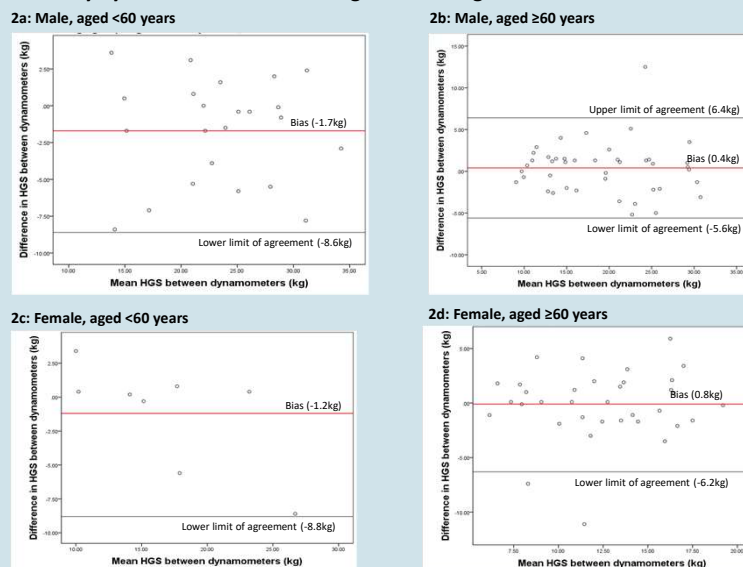 2a: Male, aged <60 years
2b: Male, aged ≥60 years
Difference in HGS between dynamometers (kg)
2.50
.00
-2.50
-5.00
-7.50
-10.00
Bias (-1.7kg)
Lower limit of agreement (-8.6kg)
10.00 15.00 20.00 25.00 30.00 35.00
Mean HGS between dynamometers (kg)
Difference in HGS between dynamometers (kg)
15.00
10.00
5.00
.00
-5.00
-10.00
Upper limit of agreement (6.4kg)
Bias (0.4kg)
Lower limit of agreement (-5.6kg)
5.00 10.00 15.00 20.00 25.00 30.00 35.00
Mean HGS between dynamometers (kg)
2c: Female, aged <60 years
2d: Female, aged ≥60 years
Difference in HGS between dynamometers (kg)
2.50
.00
-2.50
-5.00
-7.50
-10.00
Bias (-1.2kg)
Lower limit of agreement (-8.8kg)
10.00 15.00 20.00 25.00 30.00
Mean HGS between dynamometers (kg)
Difference in HGS between dynamometers (kg)
5.00
.00
-5.00
-10.00
Bias (0.8kg)
Lower limit of agreement (-6.2kg)
7.50 10.00 12.50 15.00 17.50 20.00
Mean HGS between dynamometers (kg)